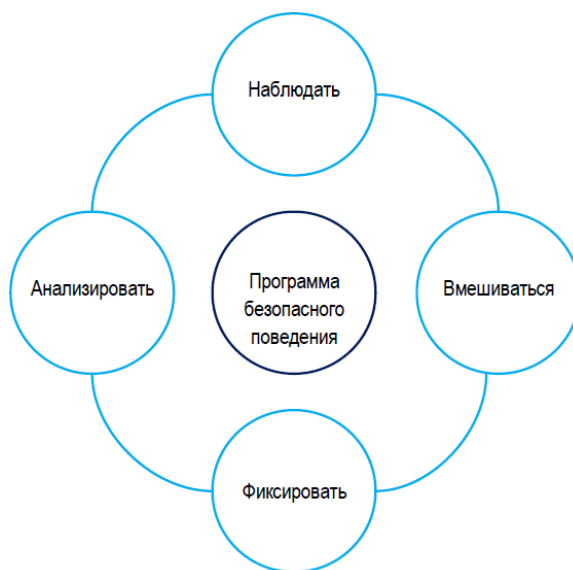 Наблюдать
Анализировать
Программа
безопасного
поведения
Вмешиваться
Фиксировать